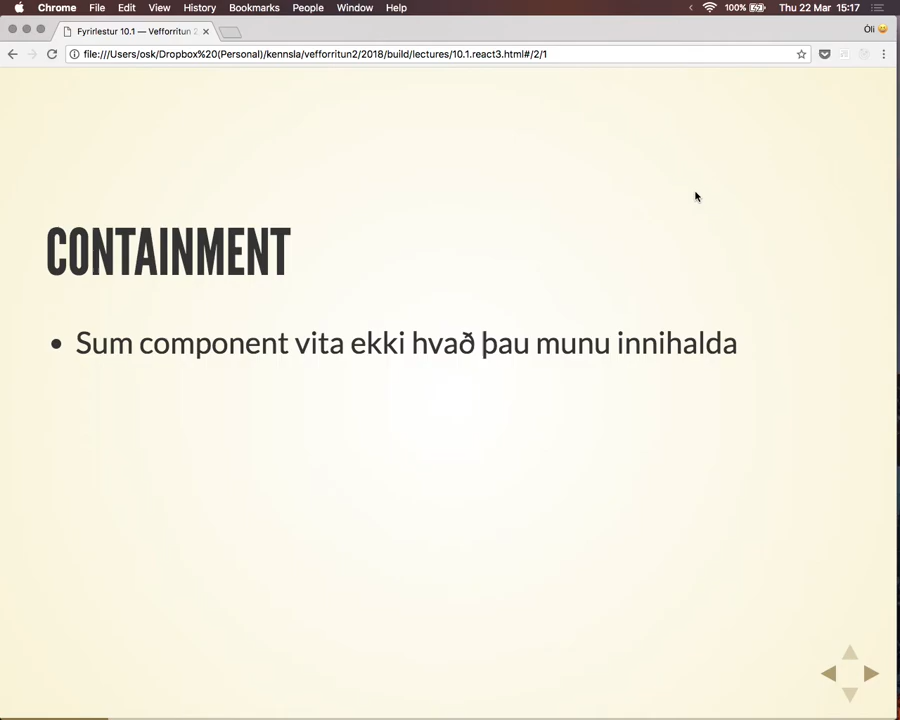 Chrome File Edit View History Bookmarks People Window Help 100% Thu 22 Mar 15:17
Fyrirlestur 10.1 — Vefforritun 2 Óli
file:///Users/osk/Dropbox%20(Personal)/kennsla/vefforritun2/2018/build/lectures/10.1.react3.html#/2/1
CONTAINMENT
• Sum component vita ekki hvað þau munu innihalda